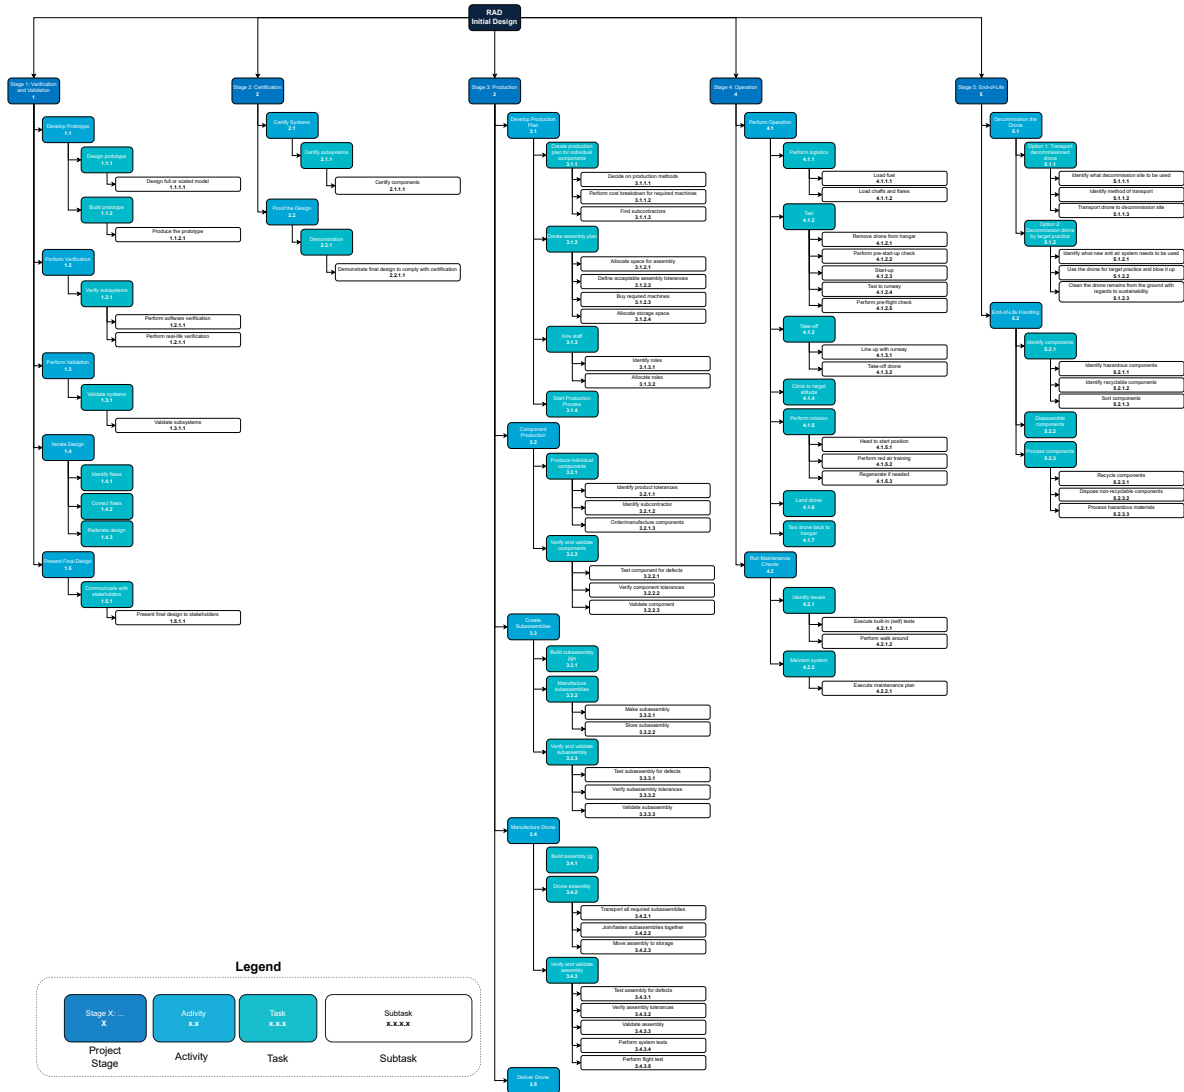 RAD
Initial Design
Stage 1: Verification
and Validation
1
Develop Prototype
1.1
Design prototype
1.1.1
Design full or scaled model
1.1.1.1
Build prototype
1.1.2
Produce the prototype
1.1.2.1
Perform Verification
1.2
Verify subsystems
1.2.1
Perform software verification
1.2.1.1
Perform real-life verification
1.2.1.1
Perform Validation
1.3
Validate systems
1.3.1
Validate subsystems
1.3.1.1
Iterate Design
1.4
Identify flaws
1.4.1
Correct flaws
1.4.2
Reiterate design
1.4.3
Present Final Design
1.5
Communicate with
stakeholders
1.5.1
Present final design to stakeholders
1.5.1.1
Stage 2: Certification
2
Certify Systems
2.1
Certify subsystems
2.1.1
Certify components
2.1.1.1
Proof the Design
2.2
Demonstration
2.2.1
Demonstrate final design to comply with certification
2.2.1.1
Stage 3: Production
3
Develop Production
Plan
3.1
Create production
plan for individual
components
3.1.1
Decide on production methods
3.1.1.1
Perform cost breakdown for required machines
3.1.1.2
Find subcontractors
3.1.1.3
Create assembly plan
3.1.2
Allocate space for assembly
3.1.2.1
Define acceptable assembly tolerances
3.1.2.2
Buy required machines
3.1.2.3
Allocate storage space
3.1.2.4
Hire staff
3.1.3
Identify roles
3.1.3.1
Allocate roles
3.1.3.2
Start Production
Process
3.1.4
Component
Production
3.2
Produce individual
components
3.2.1
Identify product tolerances
3.2.1.1
Identify subcontractor
3.2.1.2
Order/manufacture components
3.2.1.3
Verify and validate
components
3.2.2
Test component for defects
3.2.2.1
Verify component tolerances
3.2.2.2
Validate component
3.2.2.3
Create
Subassemblies
3.3
Build subassembly
jigs
3.3.1
Manufacture
subassemblies
3.3.2
Make subassembly
3.3.2.1
Store subassembly
3.3.2.2
Verify and validate
subassembly
3.3.3
Test subassembly for defects
3.3.3.1
Verify subassembly tolerances
3.3.3.2
Validate subassembly
3.3.3.3
Manufacture Drone
3.4
Build assembly jig
3.4.1
Drone assembly
3.4.2
Transport all required subassemblies
3.4.2.1
Join/fasten subassemblies together
3.4.2.2
Move assembly to storage
3.4.2.3
Verify and validate
assembly
3.4.3
Test assembly for defects
3.4.3.1
Verify assembly tolerances
3.4.3.2
Validate assembly
3.4.3.3
Perform system tests
3.4.3.4
Perform flight test
3.4.3.5
Deliver Drone
3.5
Stage 4: Operation
4
Perform Operation
4.1
Perform logistics
4.1.1
Load fuel
4.1.1.1
Load chaffs and flares
4.1.1.2
Taxi
4.1.2
Remove drone from hangar
4.1.2.1
Perform pre-start-up check
4.1.2.2
Start-up
4.1.2.3
Taxi to runway
4.1.2.4
Perform pre-flight check
4.1.2.5
Take-off
4.1.3
Line up with runway
4.1.3.1
Take-off drone
4.1.3.2
Climb to target
altitude
4.1.4
Perform mission
4.1.5
Head to start position
4.1.5.1
Perform red air training
4.1.5.2
Regenerate if needed
4.1.5.3
Land drone
4.1.6
Taxi drone back to
hangar
4.1.7
Run Maintenance
Checks
4.2
Identify issues
4.2.1
Execute built-in (self) tests
4.2.1.1
Perform walk around
4.2.1.2
Maintain system
4.2.2
Execute maintenance plan
4.2.2.1
Stage 5: End-of-Life
5
Decommission the
Drone
5.1
Option 1: Transport
decommissioned
drone
5.1.1
Identify what decommission site to be used
5.1.1.1
Identify method of transport
5.1.1.2
Transport drone to decommission site
5.1.1.3
Option 2:
Decommission drone
by target practice
5.1.2
Identify what new anti air system needs to be used
5.1.2.1
Use the drone for target practice and blow it up
5.1.2.2
Clean the drone remains from the ground with
regards to sustainability
5.1.2.3
End-of-Life Handling
5.2
Identify components
5.2.1
Identify hazardous components
5.2.1.1
Identify recyclable components
5.2.1.2
Sort components
5.2.1.3
Disassemble
components
5.2.2
Process components
5.2.3
Recycle components
5.2.3.1
Dispose non-recyclable components
5.2.3.2
Process hazardous materials
5.2.3.3
Legend
Stage X: ...
X
Project
Stage
Activity
x.x
Activity
Task
x.x.x
Task
Subtask
x.x.x.x
Subtask